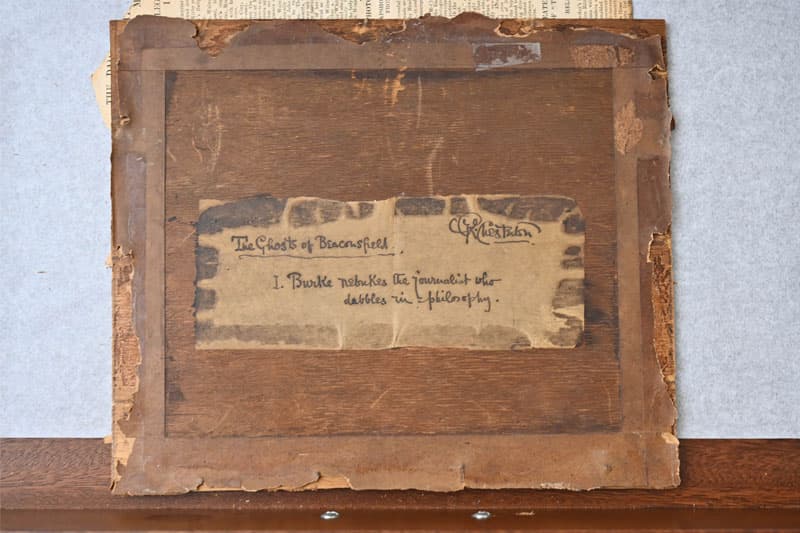 The Ghosts of Beaconsfield.
GKChesterton
I. Burke rebukes the journalist who
dabbles in philosophy.